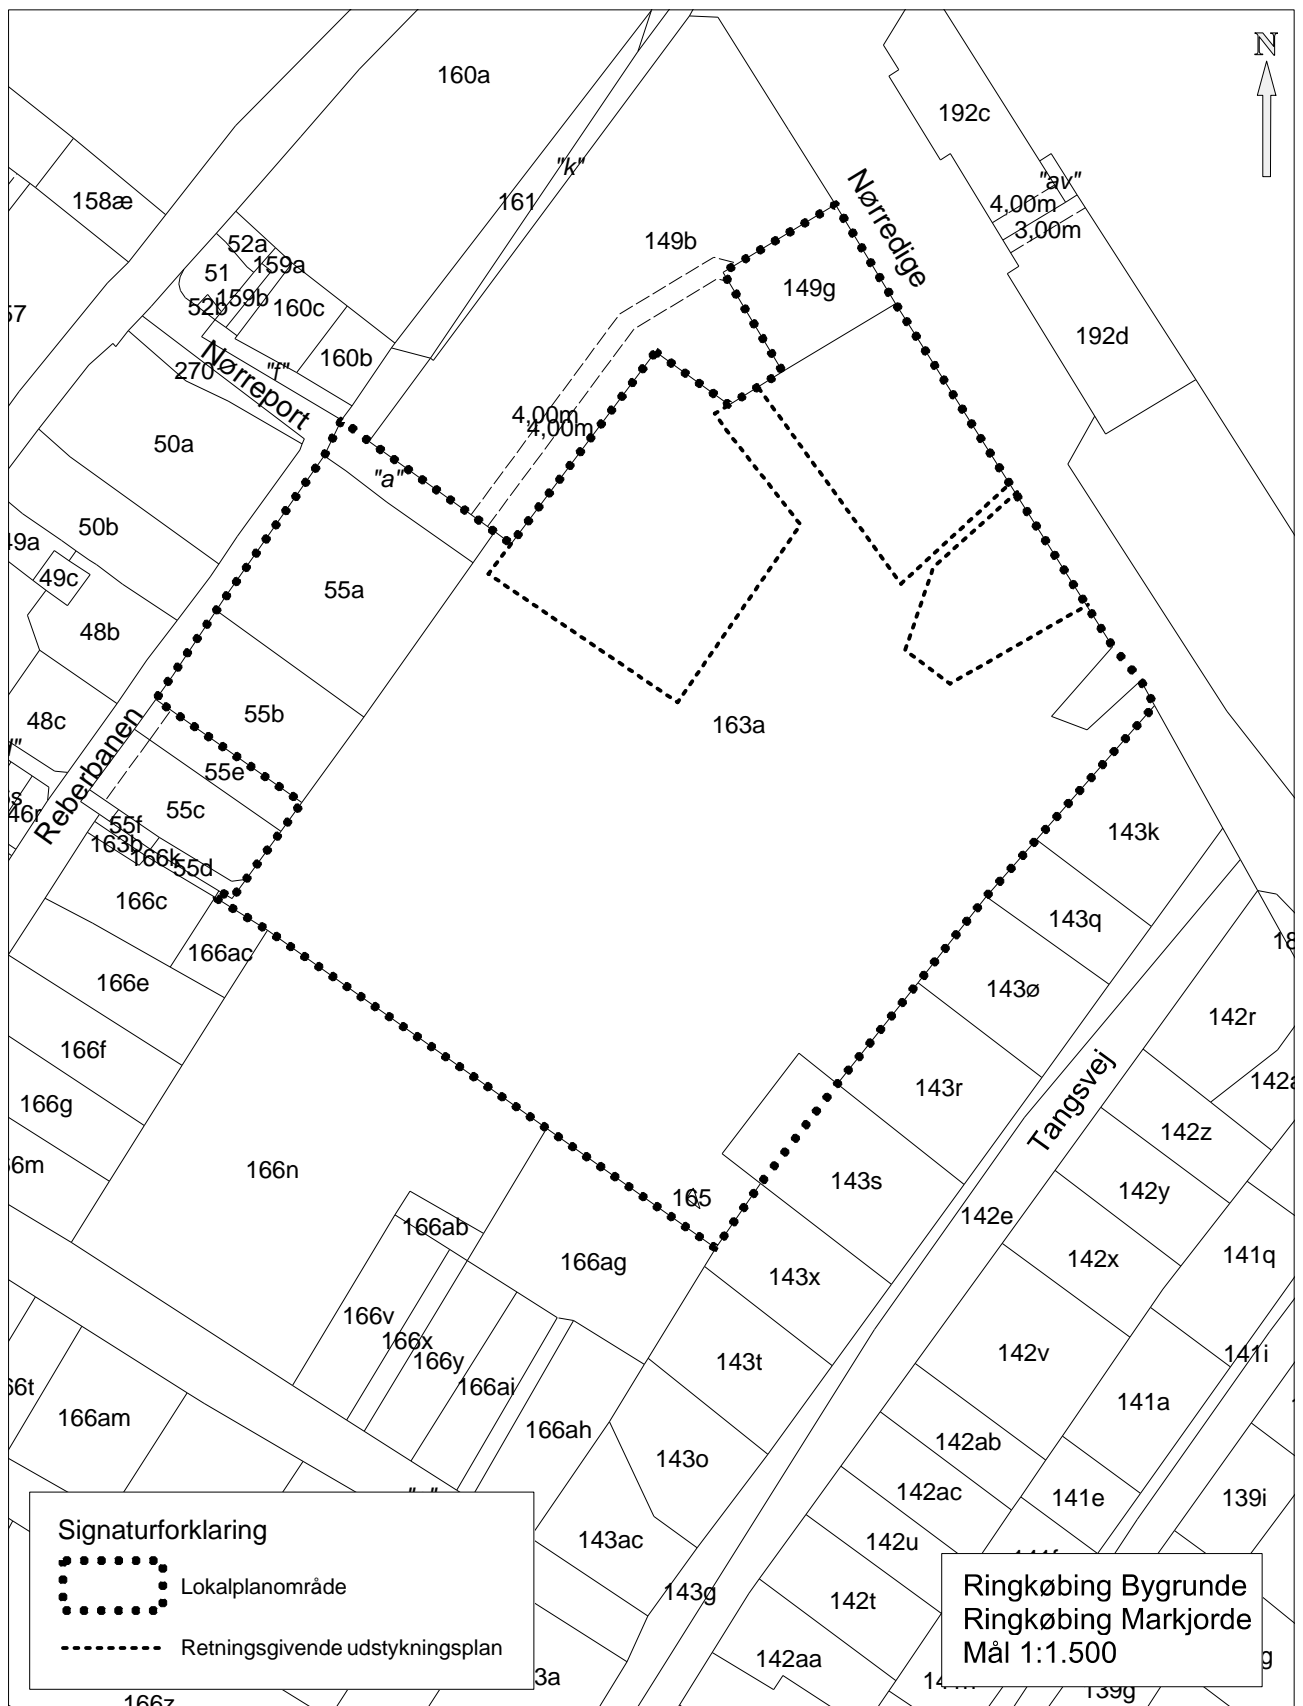 N
160a
192c
"k"
"av"
158æ
161
4,00m
Nørredige
3,00m
149b
52a
159a
51
159b
149g
52b
160c
192d
160b
Nørreport
"f"
270
4,00m
4,00m
50a
"a"
50b
49c
55a
48b
55b
48c
163a
55e
Reberbanen
55c
55f
163b
166k
55d
143k
166c
143q
166ac
166e
143ø
142r
166f
143r
166g
Tangsvej
142z
166n
165
143s
142y
142e
166ab
166ag
142x
141q
143x
166v
166x
166y
142v
141i
143t
166ai
141a
166am
166ah
142ab
143o
142ac
141e
139i
143ac
142u
143g
142t
142aa
139g
Signaturforklaring
Lokalplanområde
Retningsgivende udstykningsplan
Ringkøbing Bygrunde
Ringkøbing Markjorde
Mål 1:1.500